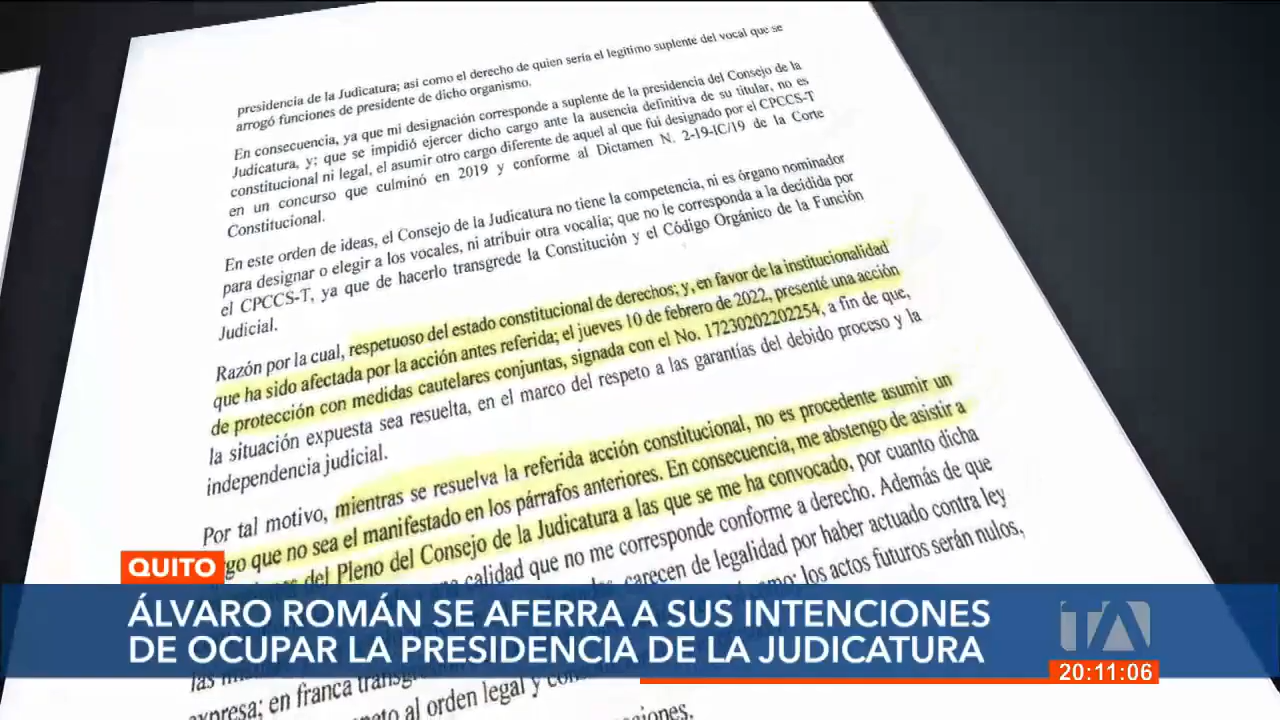 presidencia de la Judicatura; así como el derecho de quien sería el legítimo suplente del vocal que se
arrogó funciones de presidente de dicho organismo.
En consecuencia, ya que mi designación corresponde a suplente de la presidencia del Consejo de la
Judicatura, y; que se impidió ejercer dicho cargo ante la ausencia definitiva de su titular, no es
constitucional ni legal, el asumir otro cargo diferente de aquel al que fui designado por el CPCCS-T
en un concurso que culminó en 2019 y conforme al Dictamen N. 2-19-IC/19 de la Corte
Constitucional.
En este orden de ideas, el Consejo de la Judicatura no tiene la competencia, ni es órgano nominador
para designar o elegir a los vocales, ni atribuir otra vocalía; que no le corresponda a la decidida por
el CPCCS-T, ya que de hacerlo transgrede la Constitución y el Código Orgánico de la Función
Judicial.
Razón por la cual, respetuoso del estado constitucional de derechos; y, en favor de la institucionalidad
que ha sido afectada por la acción antes referida; el jueves 10 de febrero de 2022, presenté una acción
de protección con medidas cautelares conjuntas, signada con el No. 17230202202254, a fin de que,
la situación expuesta sea resuelta, en el marco del respeto a las garantías del debido proceso y la
independencia judicial.
Por tal motivo, mientras se resuelva la referida acción constitucional, no es procedente asumir un
go que no sea el manifestado en los párrafos anteriores. En consecuencia, me abstengo de asistir a
del Pleno del Consejo de la Judicatura a las que se me ha convocado, por cuanto dicha
calidad que no me corresponde conforme a derecho. Además de que
carecen de legalidad por haber actuado contra ley
los actos futuros serán nulos,
QUITO
ÁLVARO ROMÁN SE AFERRA A SUS INTENCIONES
DE OCUPAR LA PRESIDENCIA DE LA JUDICATURA
TA
20:11:06
las
expresa; en franca
al orden legal y